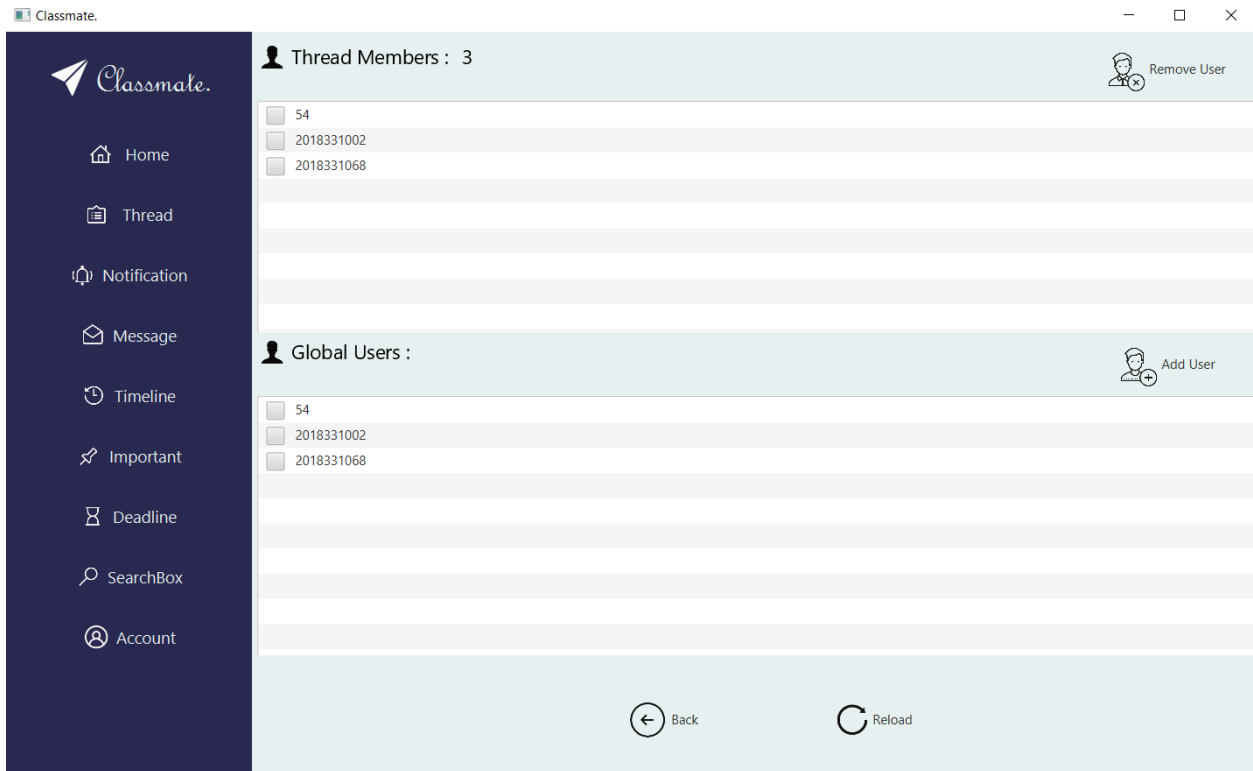 Classmate.
Classmate.
Home
Thread
Notification
Message
Timeline
Important
Deadline
SearchBox
Account
Thread Members : 3
Remove User
54
2018331002
2018331068
Global Users :
Add User
54
2018331002
2018331068
Back
Reload